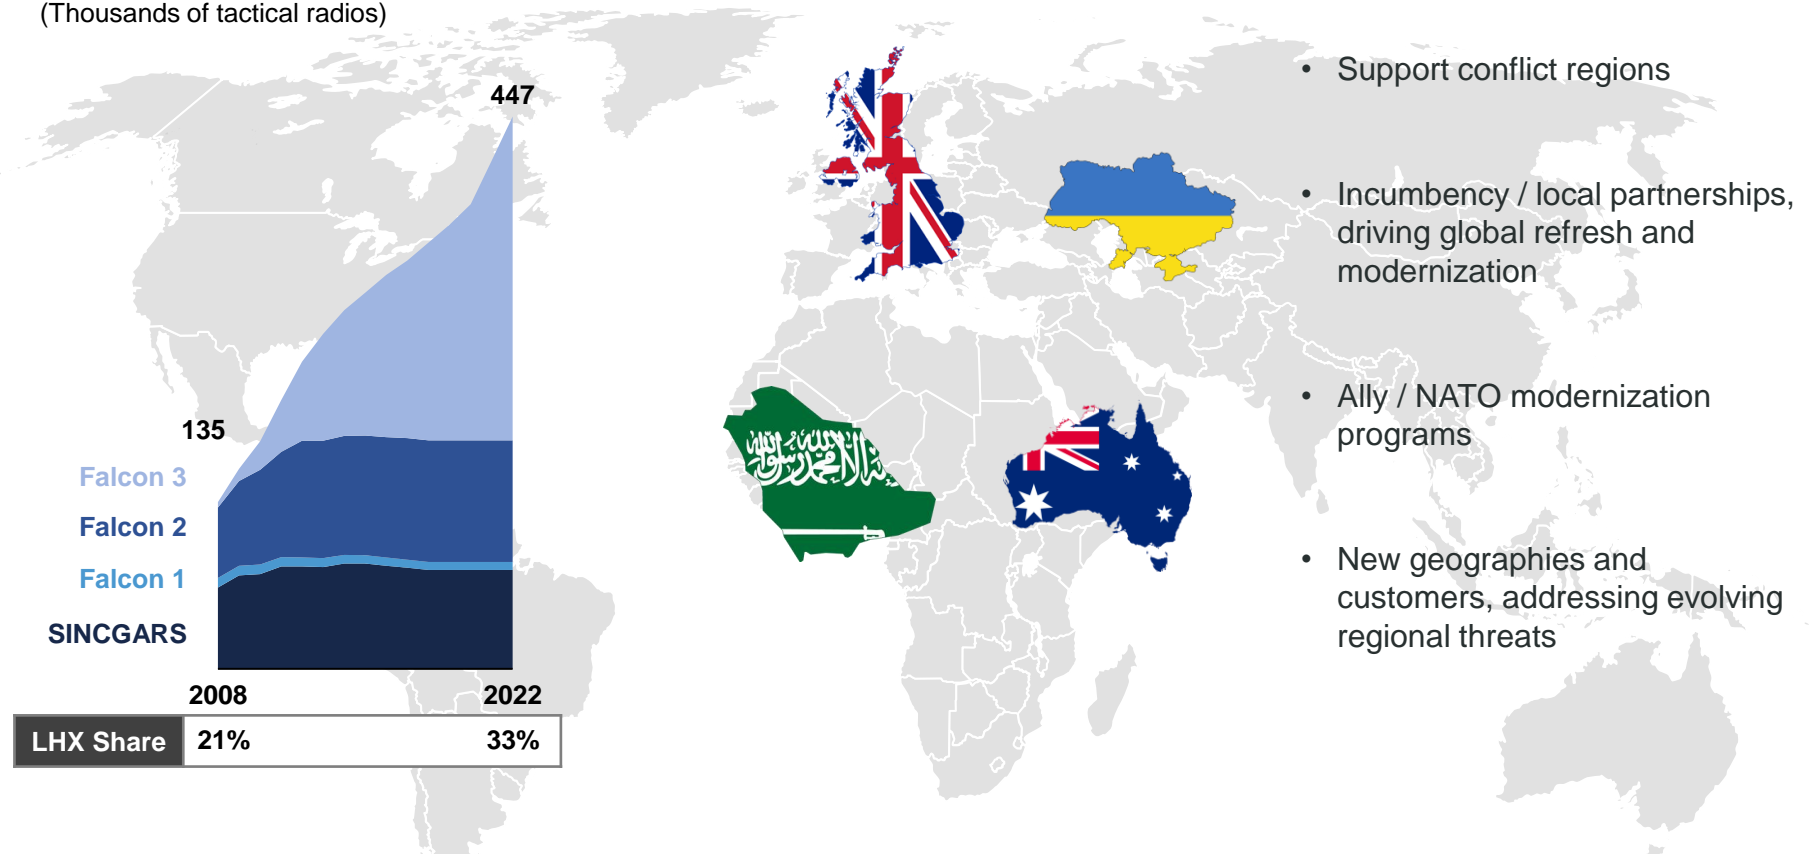 (Thousands of tactical radios)
447
135
Falcon 3
Falcon 2
Falcon 1
SINCGARS
2008 2022
LHX Share 21% 33%
• Support conflict regions
• Incumbency / local partnerships,
driving global refresh and
modernization
• Ally / NATO modernization
programs
• New geographies and
customers, addressing evolving
regional threats